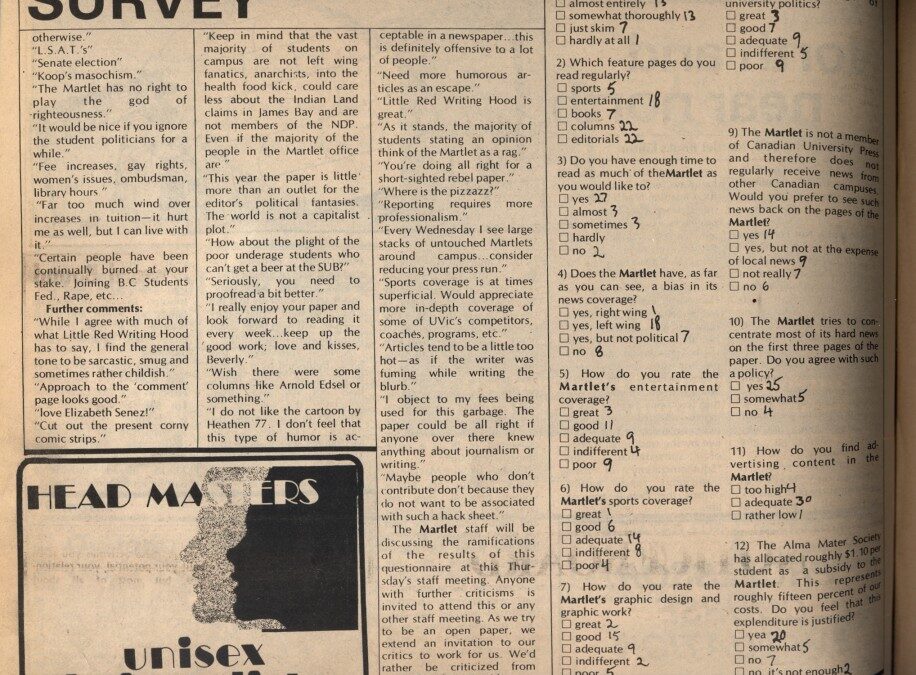 SURVEY
otherwise."
"L.S.A.T.'s"
"Senate election"
"Koop's masochism."
"The Martlet has no right to
play the god of
righteousness."
"It would be nice if you ignore
the student politicians for a
while."
"Fee increases, gay rights,
women's issues, ombudsman,
library hours "
"Far too much wind over
increases in tuition—it hurt
me as well, but I can live with
it."
"Certain people have been
continually burned at your
stake. Joining B.C Students
Fed., Rape, etc...
Further comments:
"While I agree with much of
what Little Red Writing Hood
has to say, I find the general
tone to be sarcastic, smug and
sometimes rather childish."
"Approach to the 'comment'
page looks good."
"love Elizabeth Senez!"
"Cut out the present corny
comic strips."
"Keep in mind that the vast
majority of students on
campus are not left wing
fanatics, anarchists, into the
health food kick, could care
less about the Indian Land
claims in James Bay and are
not members of the NDP.
Even if the majority of the
people in the Martlet office
are "
"This year the paper is little
more than an outlet for the
editor's political fantasies.
The world is not a capitalist
plot."
"How about the plight of the
poor underage students who
can't get a beer at the SUB?"
"Seriously, you need to
proofread a bit better."
"I really enjoy your paper and
look forward to reading it
every week...keep up the
good work; love and kisses,
Beverly."
"Wish there were some
columns like Arnold Edsel or
something."
"I do not like the cartoon by
Heathen 77. I don't feel that
this type of humor is ac-
ceptable in a newspaper...this
is definitely offensive to a lot
of people."
"Need more humorous ar-
ticles as an escape."
"Little Red Writing Hood is
great."
"As it stands, the majority of
students stating an opinion
think of the Martlet as a rag."
"You're doing all right for a
short-sighted rebel paper."
"Where is the pizzazz?"
"Reporting requires more
professionalism."
"Every Wednesday I see large
stacks of untouched Martlets
around campus...consider
reducing your press run."
"Sports coverage is at times
superficial. Would appreciate
more in-depth coverage of
some of UVic's competitors,
coaches, programs, etc."
"Articles tend to be a little too
hot—as if the writer was
fuming while writing the
blurb."
"I object to my fees being
used for this garbage. The
paper could be all right if
anyone over there knew
anything about journalism or
writing."
"Maybe people who don't
contribute don't because they
do not want to be associated
with such a hack sheet."
The Martlet staff will be
discussing the ramifications
of the results of this
questionnaire at this Thur-
sday's staff meeting. Anyone
with further criticisms is
invited to attend this or any
other staff meeting. As we try
to be an open paper, we
extend an invitation to our
critics to work for us. We'd
rather be criticized from
HEAD MASTERS
unisex
almost entirely 13
somewhat thoroughly 13
just skim 7
hardly at all 1
2) Which feature pages do you
read regularly?
sports 5
entertainment 18
books 7
columns 22
editorials 22
3) Do you have enough time to
read as much of theMartlet as
you would like to?
yes 27
almost 3
sometimes 3
hardly
no 2
4) Does the Martlet have, as far
as you can see, a bias in its
news coverage?
yes, right wing 1
yes, left wing 18
yes, but not political 7
no 8
5) How do you rate the
Martlet's entertainment
coverage?
great 3
good 11
adequate 9
indifferent 4
poor 9
6) How do you rate the
Martlet's sports coverage?
great 1
good 6
adequate 14
indifferent 8
poor 4
7) How do you rate the
Martlet's graphic design and
graphic work?
great 2
good 15
adequate 9
indifferent 2
poor 5
university politics?
great 3
good 7
adequate 9
indifferent 5
poor 9
9) The Martlet is not a member
of Canadian University Press
and therefore does not
regularly receive news from
other Canadian campuses.
Would you prefer to see such
news back on the pages of the
Martlet?
yes 14
yes, but not at the expense
of local news 9
not really 7
no 6
10) The Martlet tries to con-
centrate most of its hard news
on the first three pages of the
paper. Do you agree with such
a policy?
yes 25
somewhat 5
no 4
11) How do you find ad-
vertising content in the
Martlet?
too high 4
adequate 30
rather low 1
12) The Alma Mater Society
has allocated roughly $1.10 per
student as a subsidy to the
Martlet. This represents
roughly fifteen percent of our
costs. Do you feel that this
expenditure is justified?
yea 20
somewhat 5
no 7
no, it's not enough 2